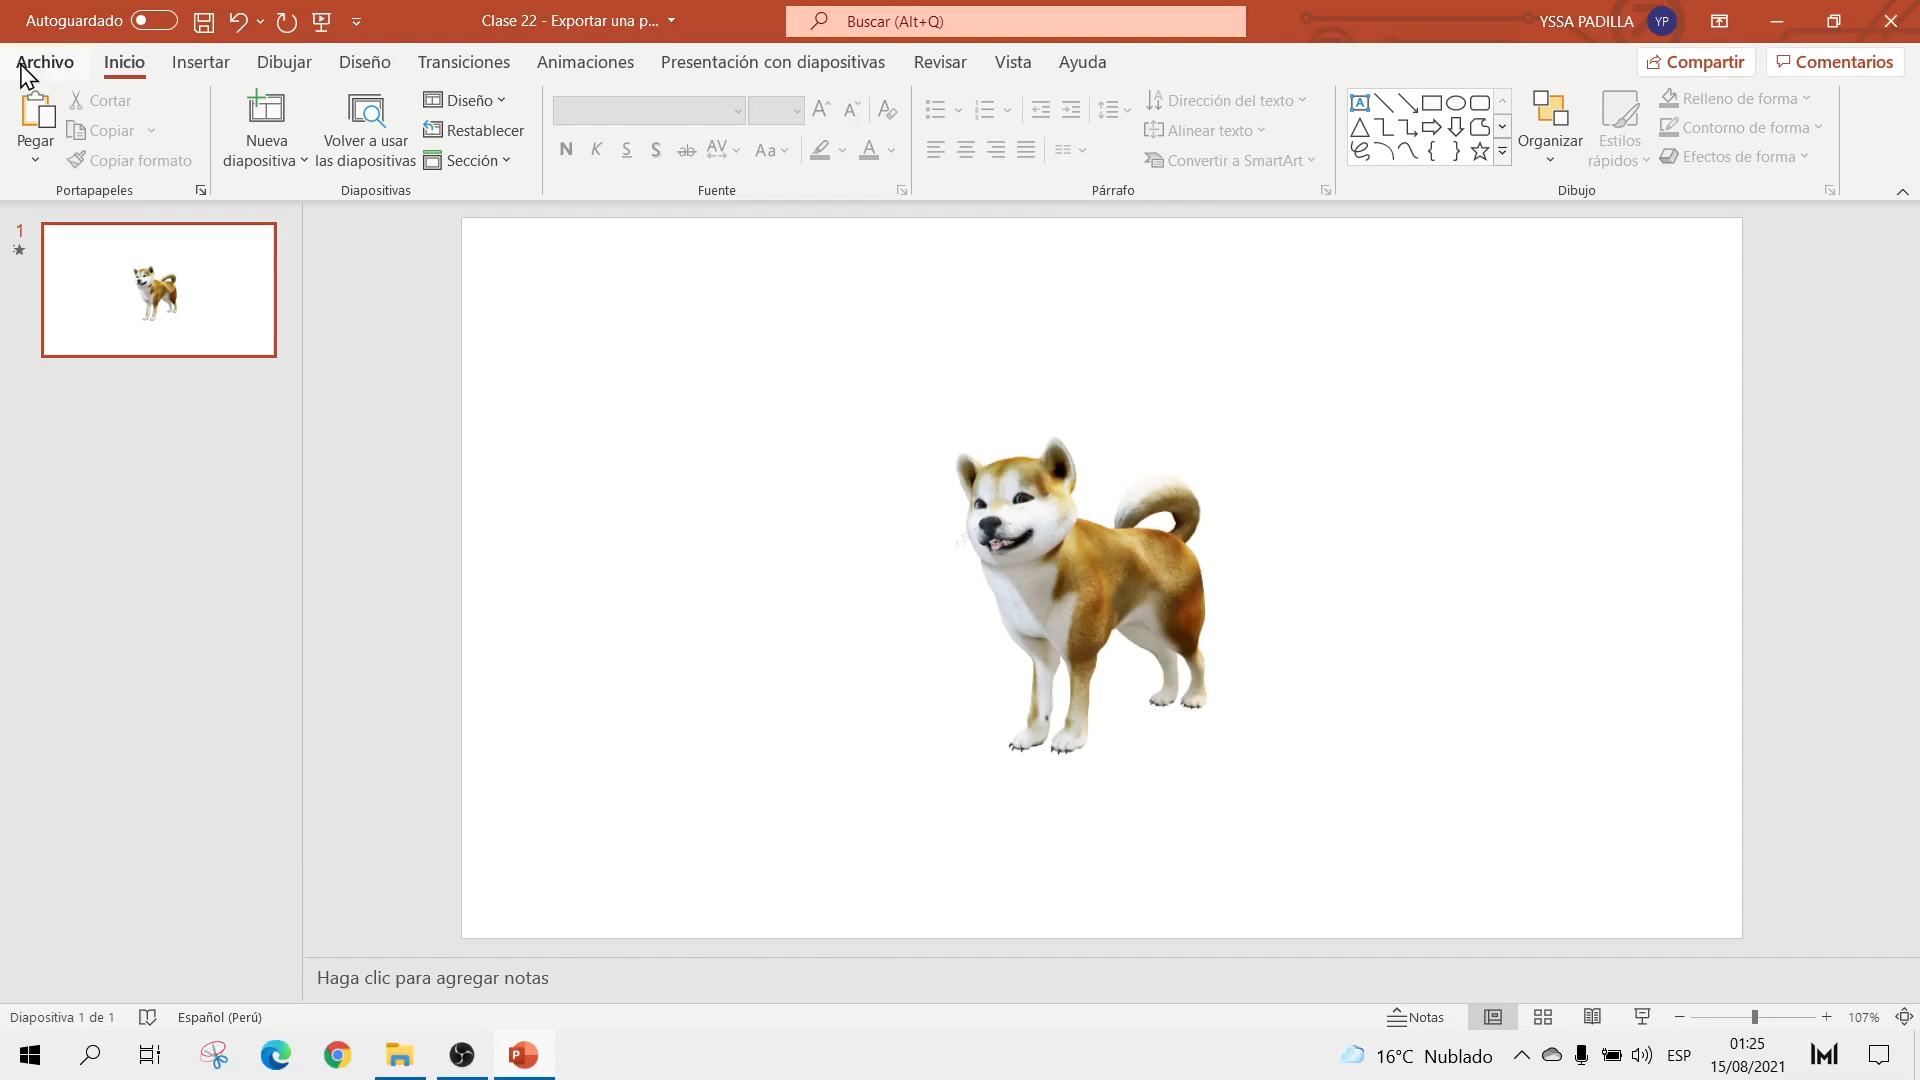 Autoguardado
Clase 22 - Exportar una p...
Buscar (Alt+Q)
YSSA PADILLA
YP
Archivo
Inicio
Insertar
Dibujar
Diseño
Transiciones
Animaciones
Presentación con diapositivas
Revisar
Vista
Ayuda
Compartir
Comentarios
Pegar
Cortar
Copiar
Copiar formato
Portapapeles
Nueva
diapositiva
Volver a usar
las diapositivas
Diseño
Restablecer
Sección
Diapositivas
N K S S ab AV Aa A
Fuente
Dirección del texto
Alinear texto
Convertir a SmartArt
Párrafo
Organizar
Estilos
rápidos
Relleno de forma
Contorno de forma
Efectos de forma
Dibujo
1
Haga clic para agregar notas
Diapositiva 1 de 1
Español (Perú)
Notas
107%
16°C Nublado
ESP
01:25
15/08/2021